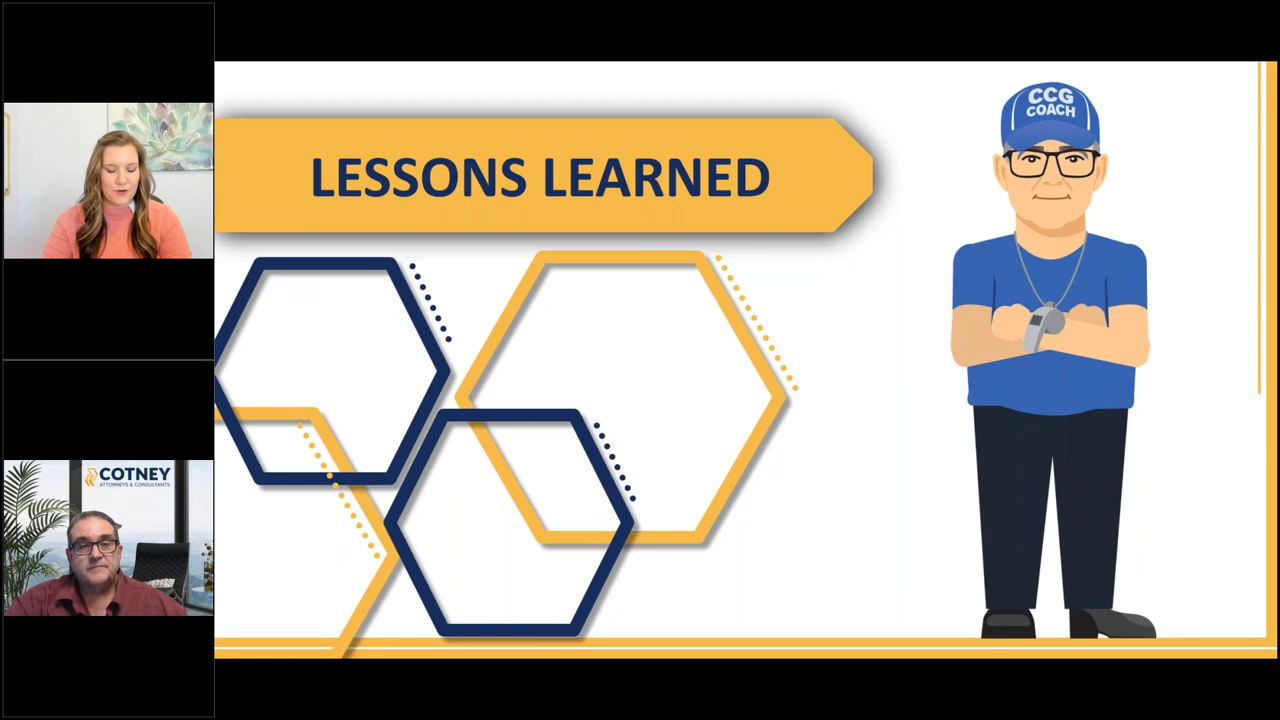 LESSONS LEARNED
CCG
COACH
COTNEY
ATTORNEYS & CONSULTANTS